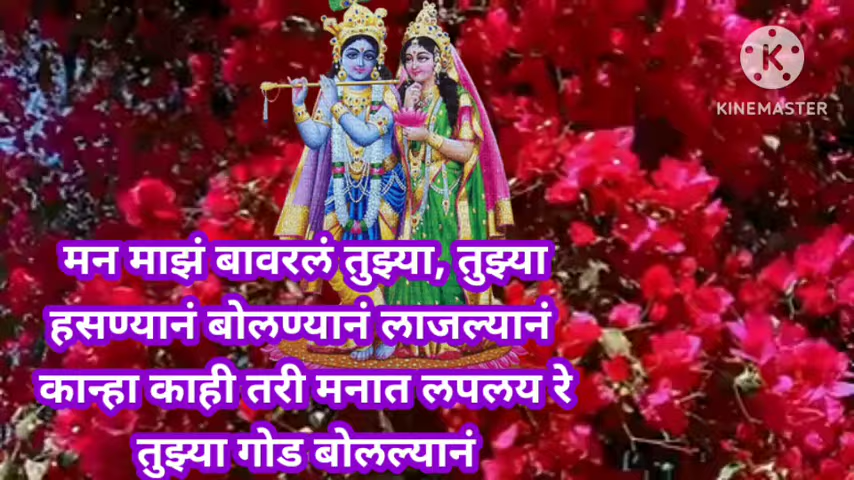 KINEMASTER
मन माझं बावरलं तुझ्या, तुझ्या
हसण्यानं बोलण्यानं लाजल्यानं
कान्हा काही तरी मनात लपलय रे
तुझ्या गोड बोलल्यानं